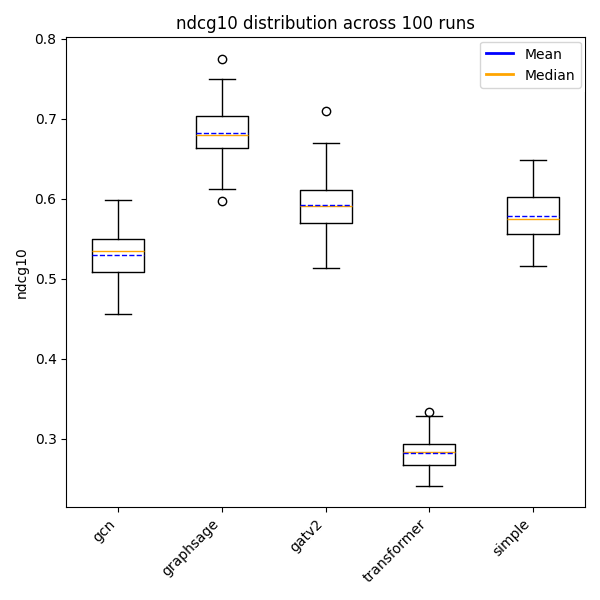 ndcg10 distribution across 100 runs
Mean
Median
ndcg10
0.8
0.7
0.6
0.5
0.4
0.3
gcn
graphsage
gatv2
transformer
simple